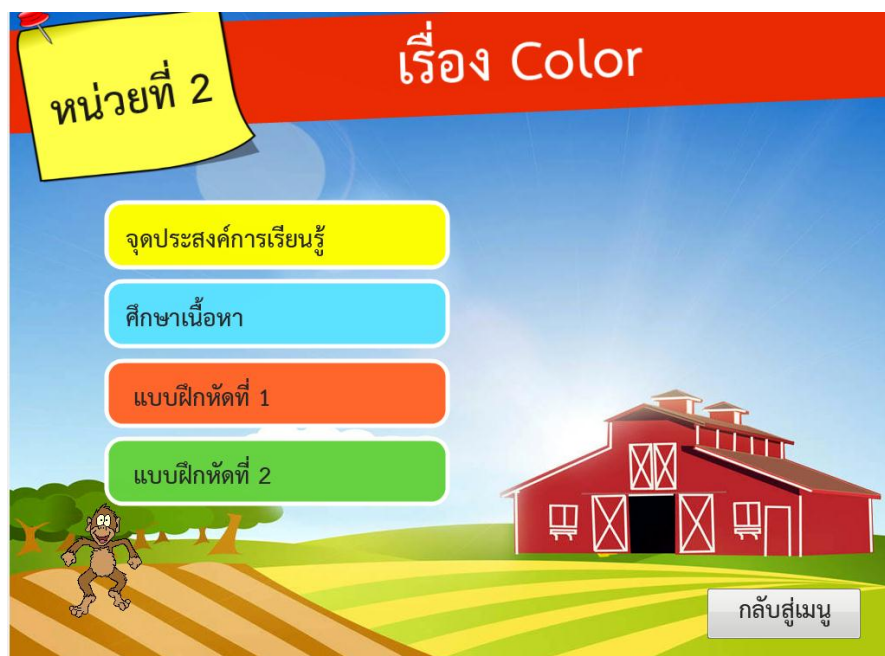 หน่วยที่ 2
เรื่อง Color
จุดประสงค์การเรียนรู้
ศึกษาเนื้อหา
แบบฝึกหัดที่ 1
แบบฝึกหัดที่ 2
กลับสู่เมนู